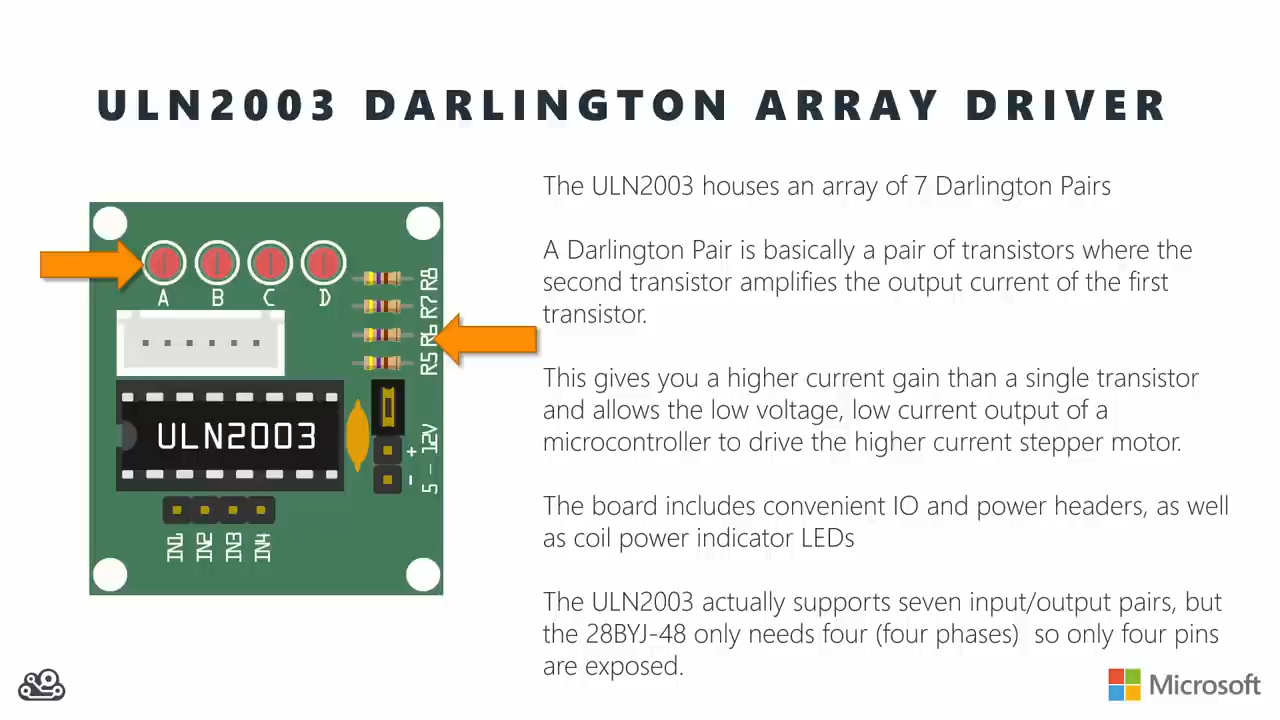 ULN2003 DARLINGTON ARRAY DRIVER
The ULN2003 houses an array of 7 Darlington Pairs
A Darlington Pair is basically a pair of transistors where the
second transistor amplifies the output current of the first
transistor.
This gives you a higher current gain than a single transistor
and allows the low voltage, low current output of a
microcontroller to drive the higher current stepper motor.
The board includes convenient IO and power headers, as well
as coil power indicator LEDs
The ULN2003 actually supports seven input/output pairs, but
the 28BYJ-48 only needs four (four phases)  so only four pins
are exposed.
A B C D
R8
R7
R6
R5
ULN2003
+
-
5 - 12V
IN1 IN2 IN3 IN4
Microsoft